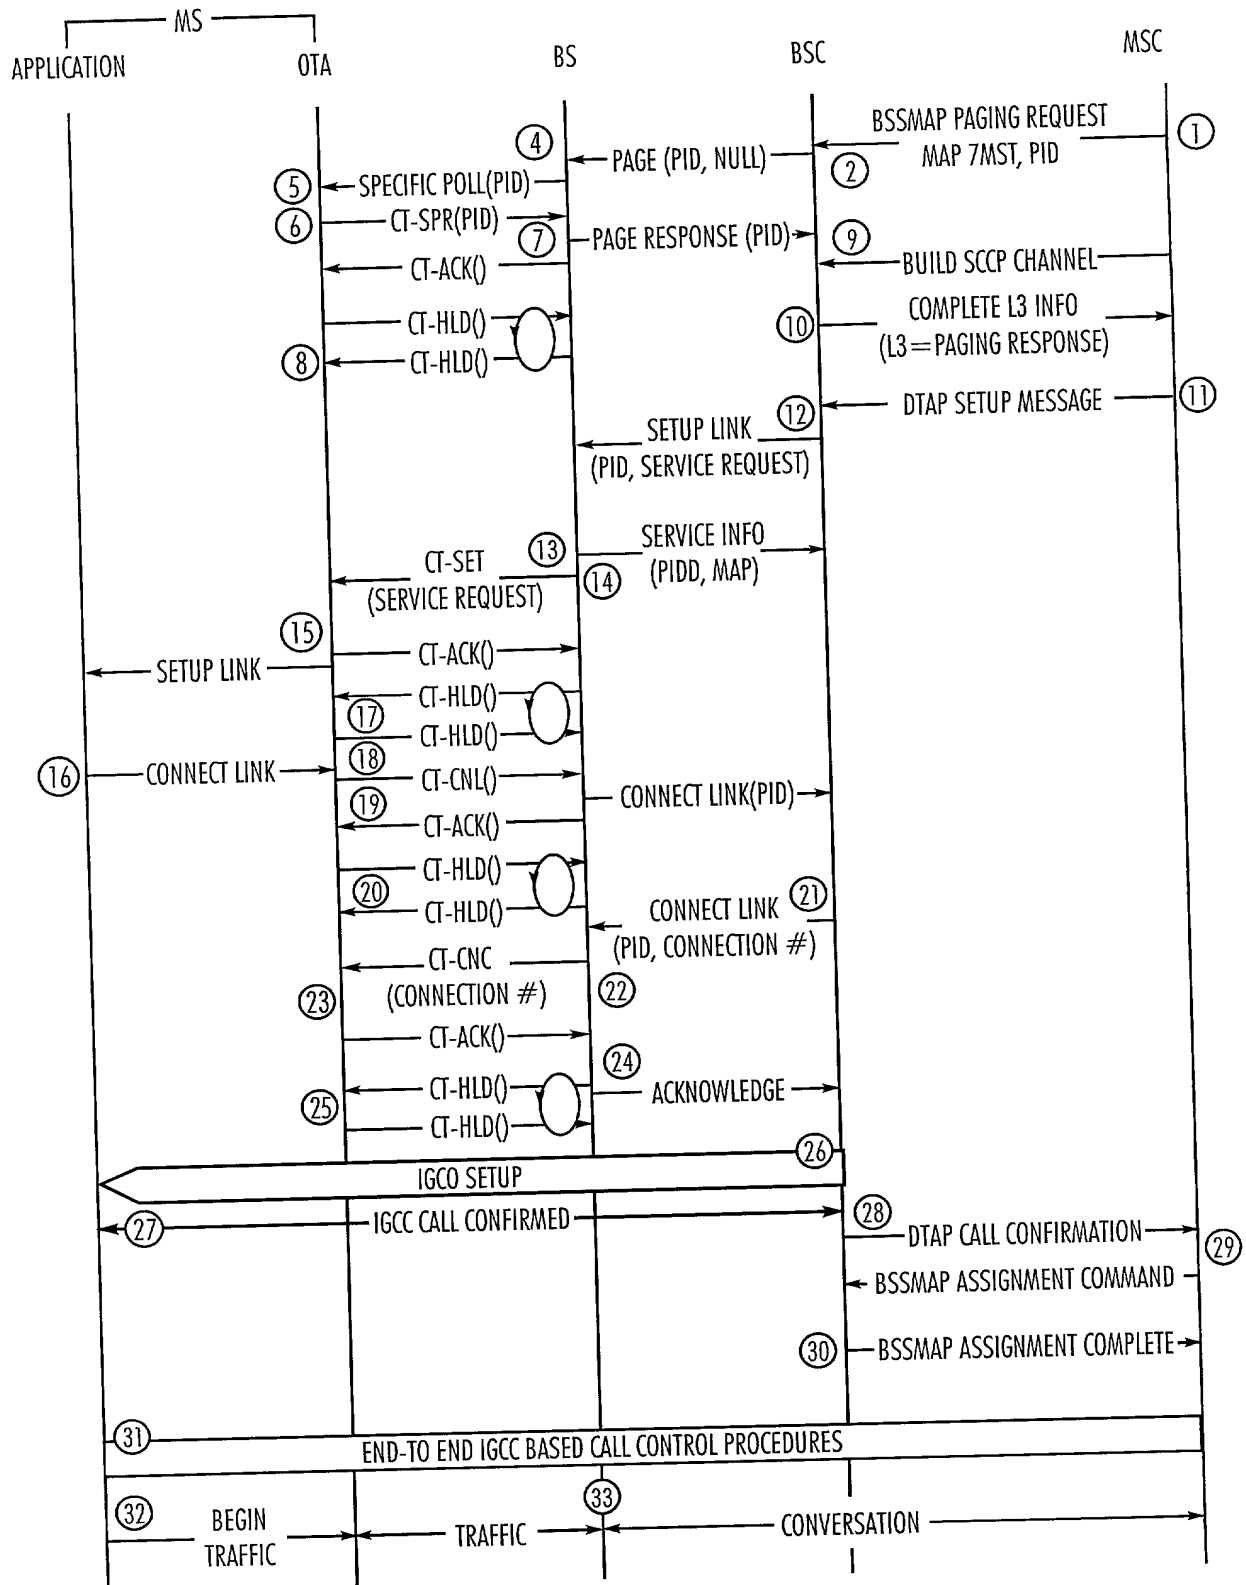 MS
APPLICATION
OTA
BS
BSC
MSC
BSSMAP PAGING REQUEST
MAP 7MST, PID
1
4
PAGE (PID, NULL)
2
5
SPECIFIC POLL(PID)
6
CT-SPR(PID)
7
PAGE RESPONSE (PID)
9
CT-ACK()
BUILD SCCP CHANNEL
CT-HLD()
10
COMPLETE L3 INFO
(L3=PAGING RESPONSE)
8
CT-HLD()
DTAP SETUP MESSAGE
11
12
SETUP LINK
(PID, SERVICE REQUEST)
13
SERVICE INFO
(PIDD, MAP)
CT-SET
(SERVICE REQUEST)
14
15
CT-ACK()
SETUP LINK
CT-HLD()
17
CT-HLD()
16
CONNECT LINK
18
CT-CNL()
CONNECT LINK(PID)
19
CT-ACK()
CT-HLD()
20
CT-HLD()
21
CONNECT LINK
(PID, CONNECTION #)
CT-CNC
(CONNECTION #)
22
23
CT-ACK()
24
CT-HLD()
ACKNOWLEDGE
25
CT-HLD()
26
IGCO SETUP
27
IGCC CALL CONFIRMED
28
DTAP CALL CONFIRMATION
29
BSSMAP ASSIGNMENT COMMAND
30
BSSMAP ASSIGNMENT COMPLETE
31
END-TO END IGCC BASED CALL CONTROL PROCEDURES
32
BEGIN
TRAFFIC
TRAFFIC
33
CONVERSATION